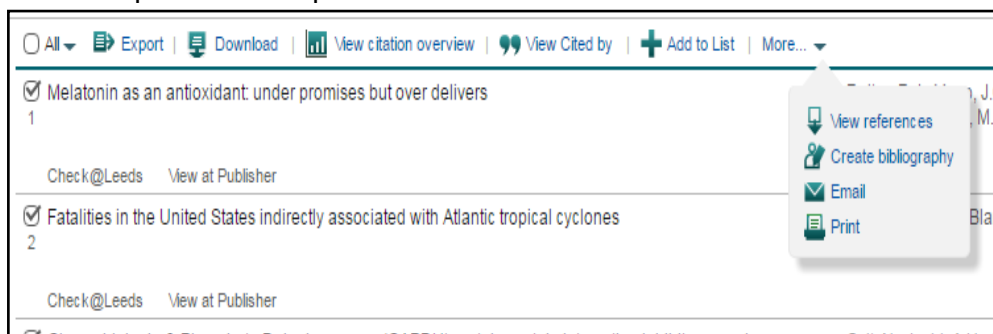 All Export | Download | View citation overview | View Cited by | Add to List | More...
Melatonin as an antioxidant: under promises but over delivers
, J.
1
, M.
View references
Create bibliography
Check@Leeds View at Publisher
Email
Fatalities in the United States indirectly associated with Atlantic tropical cyclones
Bla
2
Print
Check@Leeds View at Publisher